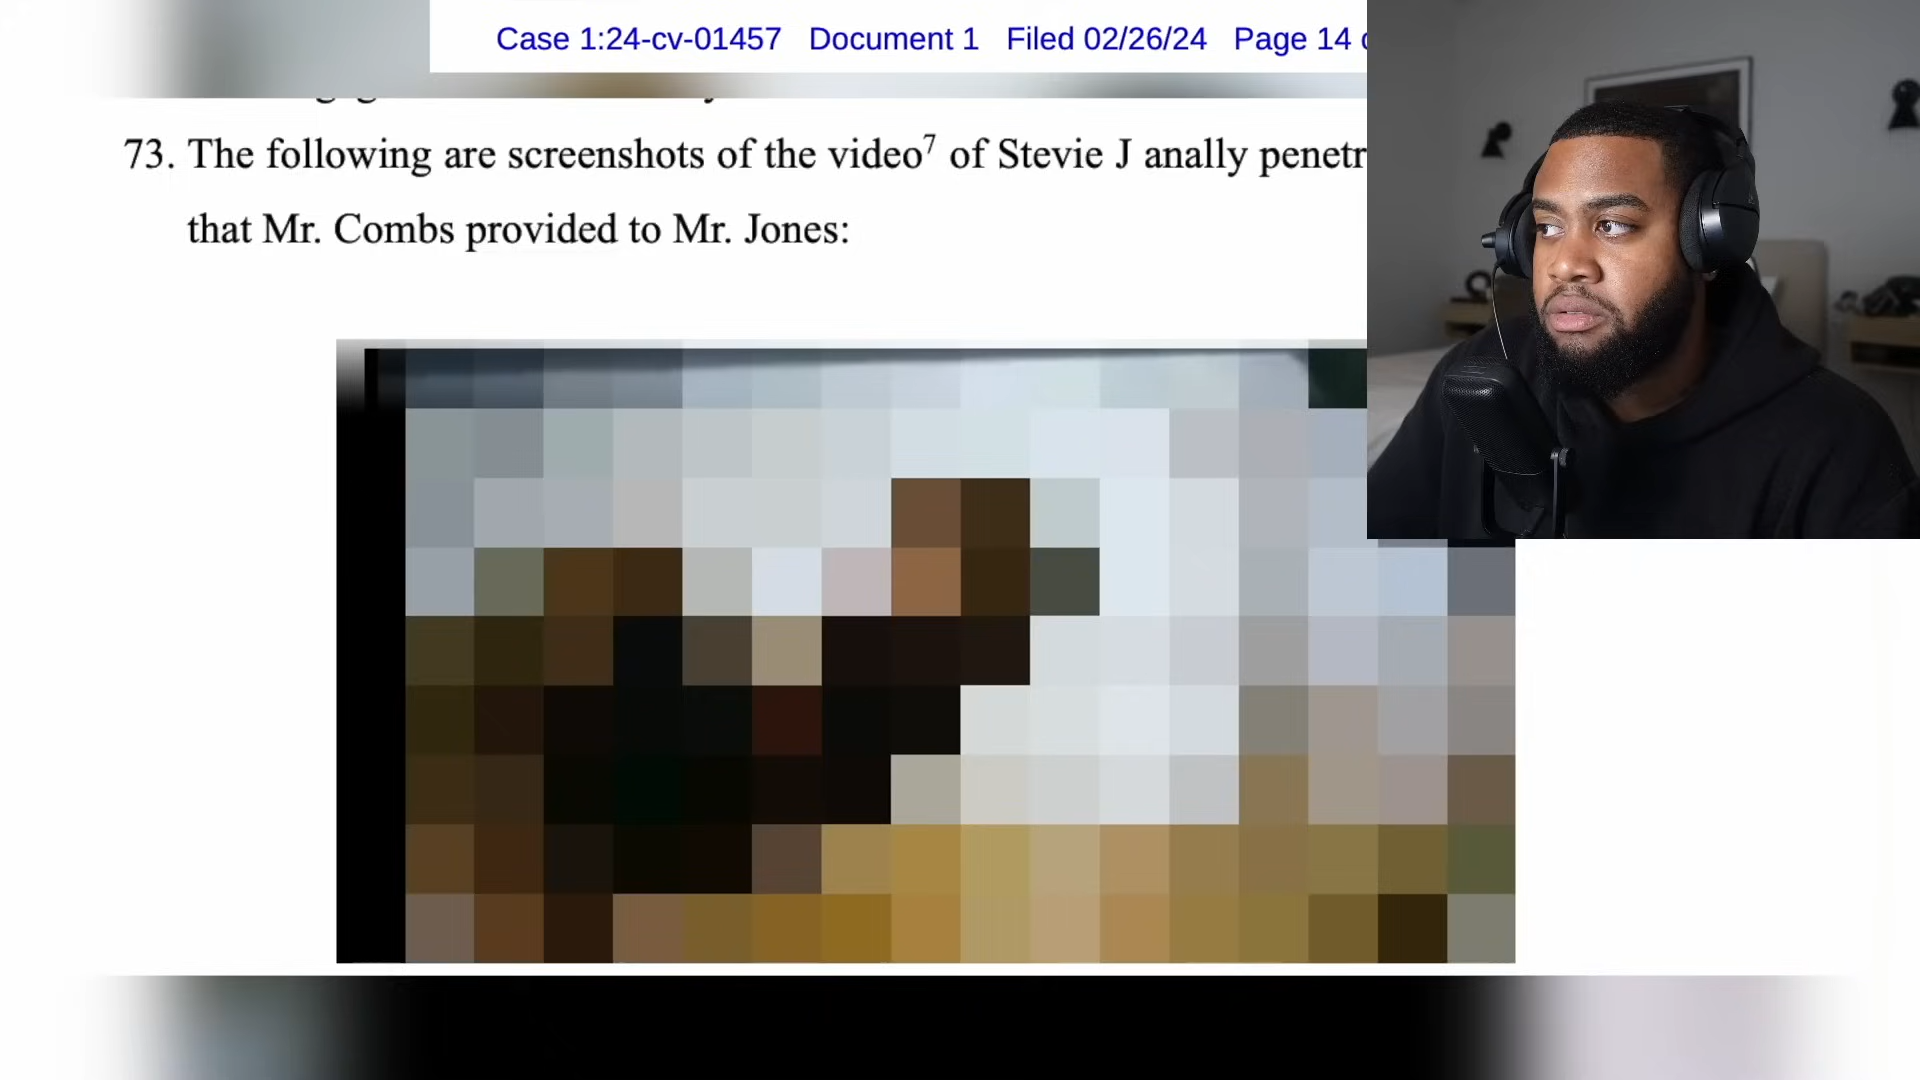 Case 1:24-cv-01457 Document 1 Filed 02/26/24 Page 14
73. The following are screenshots of the video7 of Stevie J anally penetr
that Mr. Combs provided to Mr. Jones: